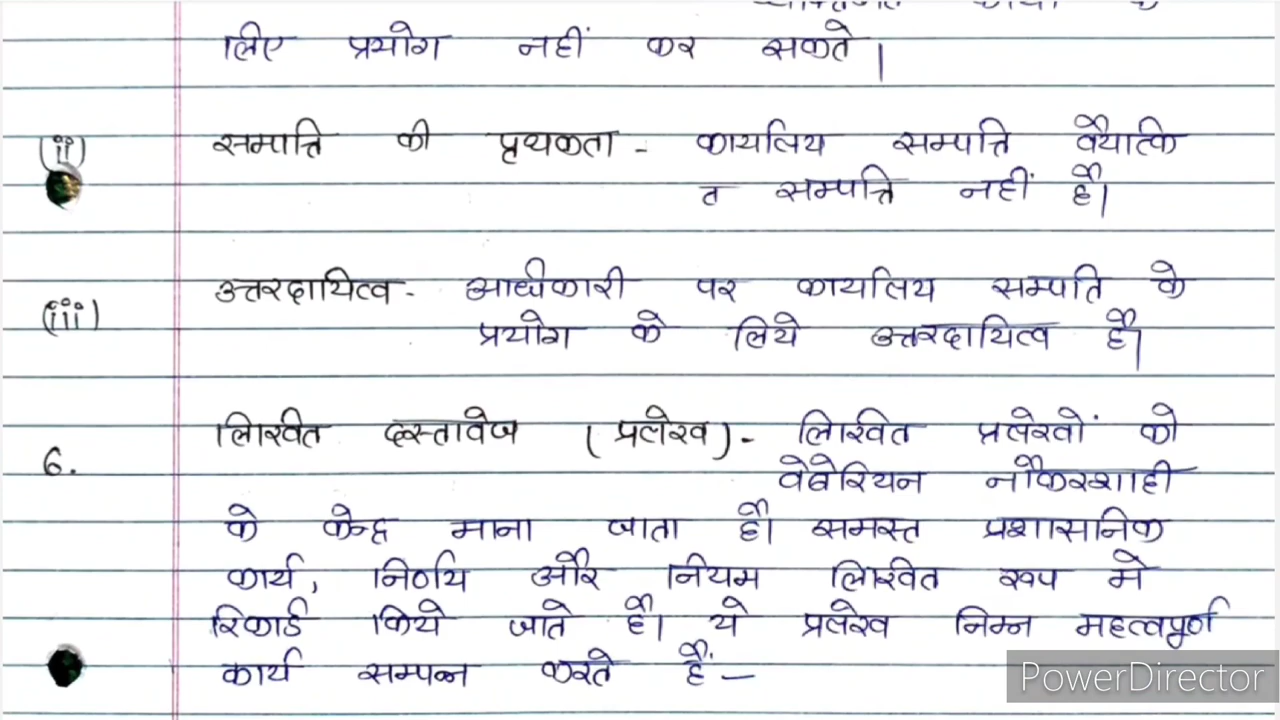 लिए प्रयोग नहीं कर सकते।
(ii) सम्पत्ति की पृथकता - कार्यालय सम्पत्ति वैयक्ति
त सम्पत्ति नहीं है।
(iii) उत्तरदायित्व - अधिकारी पर कार्यालय सम्पति के
प्रयोग के लिये उत्तरदायित्व है।
6. लिखित दस्तावेज (प्रलेख) - लिखित प्रलेखों को
वेबेरियन नौकरशाही
के केन्द्र माना जाता है। समस्त प्रशासनिक
कार्य, निर्णय और नियम लिखित रूप मे
रिकार्ड किये जाते है। ये प्रलेख निम्न महत्वपूर्ण
कार्य सम्पन्न करते हैं –
PowerDirector